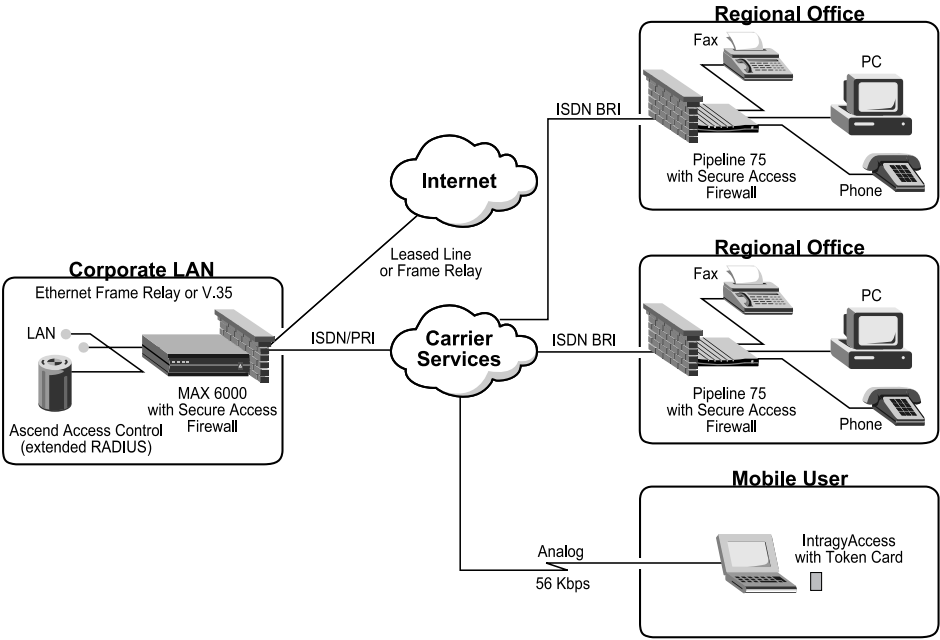 Regional Office
Fax
PC
ISDN BRI
Pipeline 75
with Secure Access
Firewall
Phone
Internet
Leased Line
or Frame Relay
Corporate LAN
Ethernet Frame Relay or V.35
LAN
MAX 6000
with Secure Access
Firewall
Ascend Access Control
(extended RADIUS)
ISDN/PRI
Carrier
Services
ISDN BRI
Regional Office
Fax
PC
Pipeline 75
with Secure Access
Firewall
Phone
Mobile User
Analog
56 Kbps
IntragyAccess
with Token Card